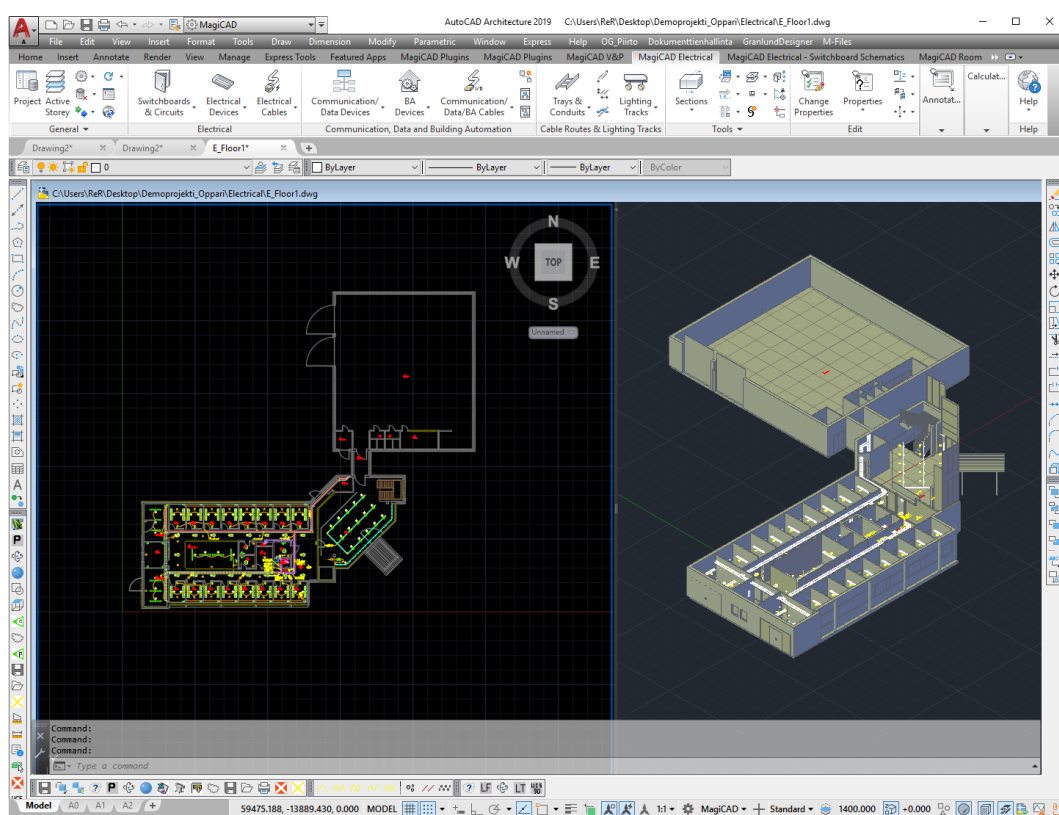 MagiCAD
AutoCAD Architecture 2019 C:\Users\ReR\Desktop\Demoprojekti_Oppari\Electrical\E_Floor1.dwg
File Edit View Insert Format Tools Draw Dimension Modify Parametric Window Express Help OG_Piirto Dokumenttienhallinta GranlundDesigner M-Files
Home Insert Annotate Render View Manage Express Tools Featured Apps MagiCAD Plugins MagiCAD Plugins MagiCAD V&P MagiCAD Electrical MagiCAD Electrical - Switchboard Schematics MagiCAD Room
Project Active Storey
Switchboards & Circuits
Electrical Devices
Electrical Cables
Communication/ Data Devices
BA Devices
Communication/ Data/BA Cables
Trays & Conduits
Lighting Tracks
Sections
Change Properties
Properties
Annotat...
Calculat...
Help
General Electrical Communication, Data and Building Automation Cable Routes & Lighting Tracks Tools Edit Help
Drawing2* Drawing2* E_Floor1*
0 ByLayer ByLayer ByLayer ByColor
C:\Users\ReR\Desktop\Demoprojekti_Oppari\Electrical\E_Floor1.dwg
N
W TOP E
S
Unnamed
Command:
Command:
Command:
Type a command
Model A0 A1 A2 +
59475.188, -13889.430, 0.000 MODEL 1:1 MagiCAD Standard 1400.000 +0.000